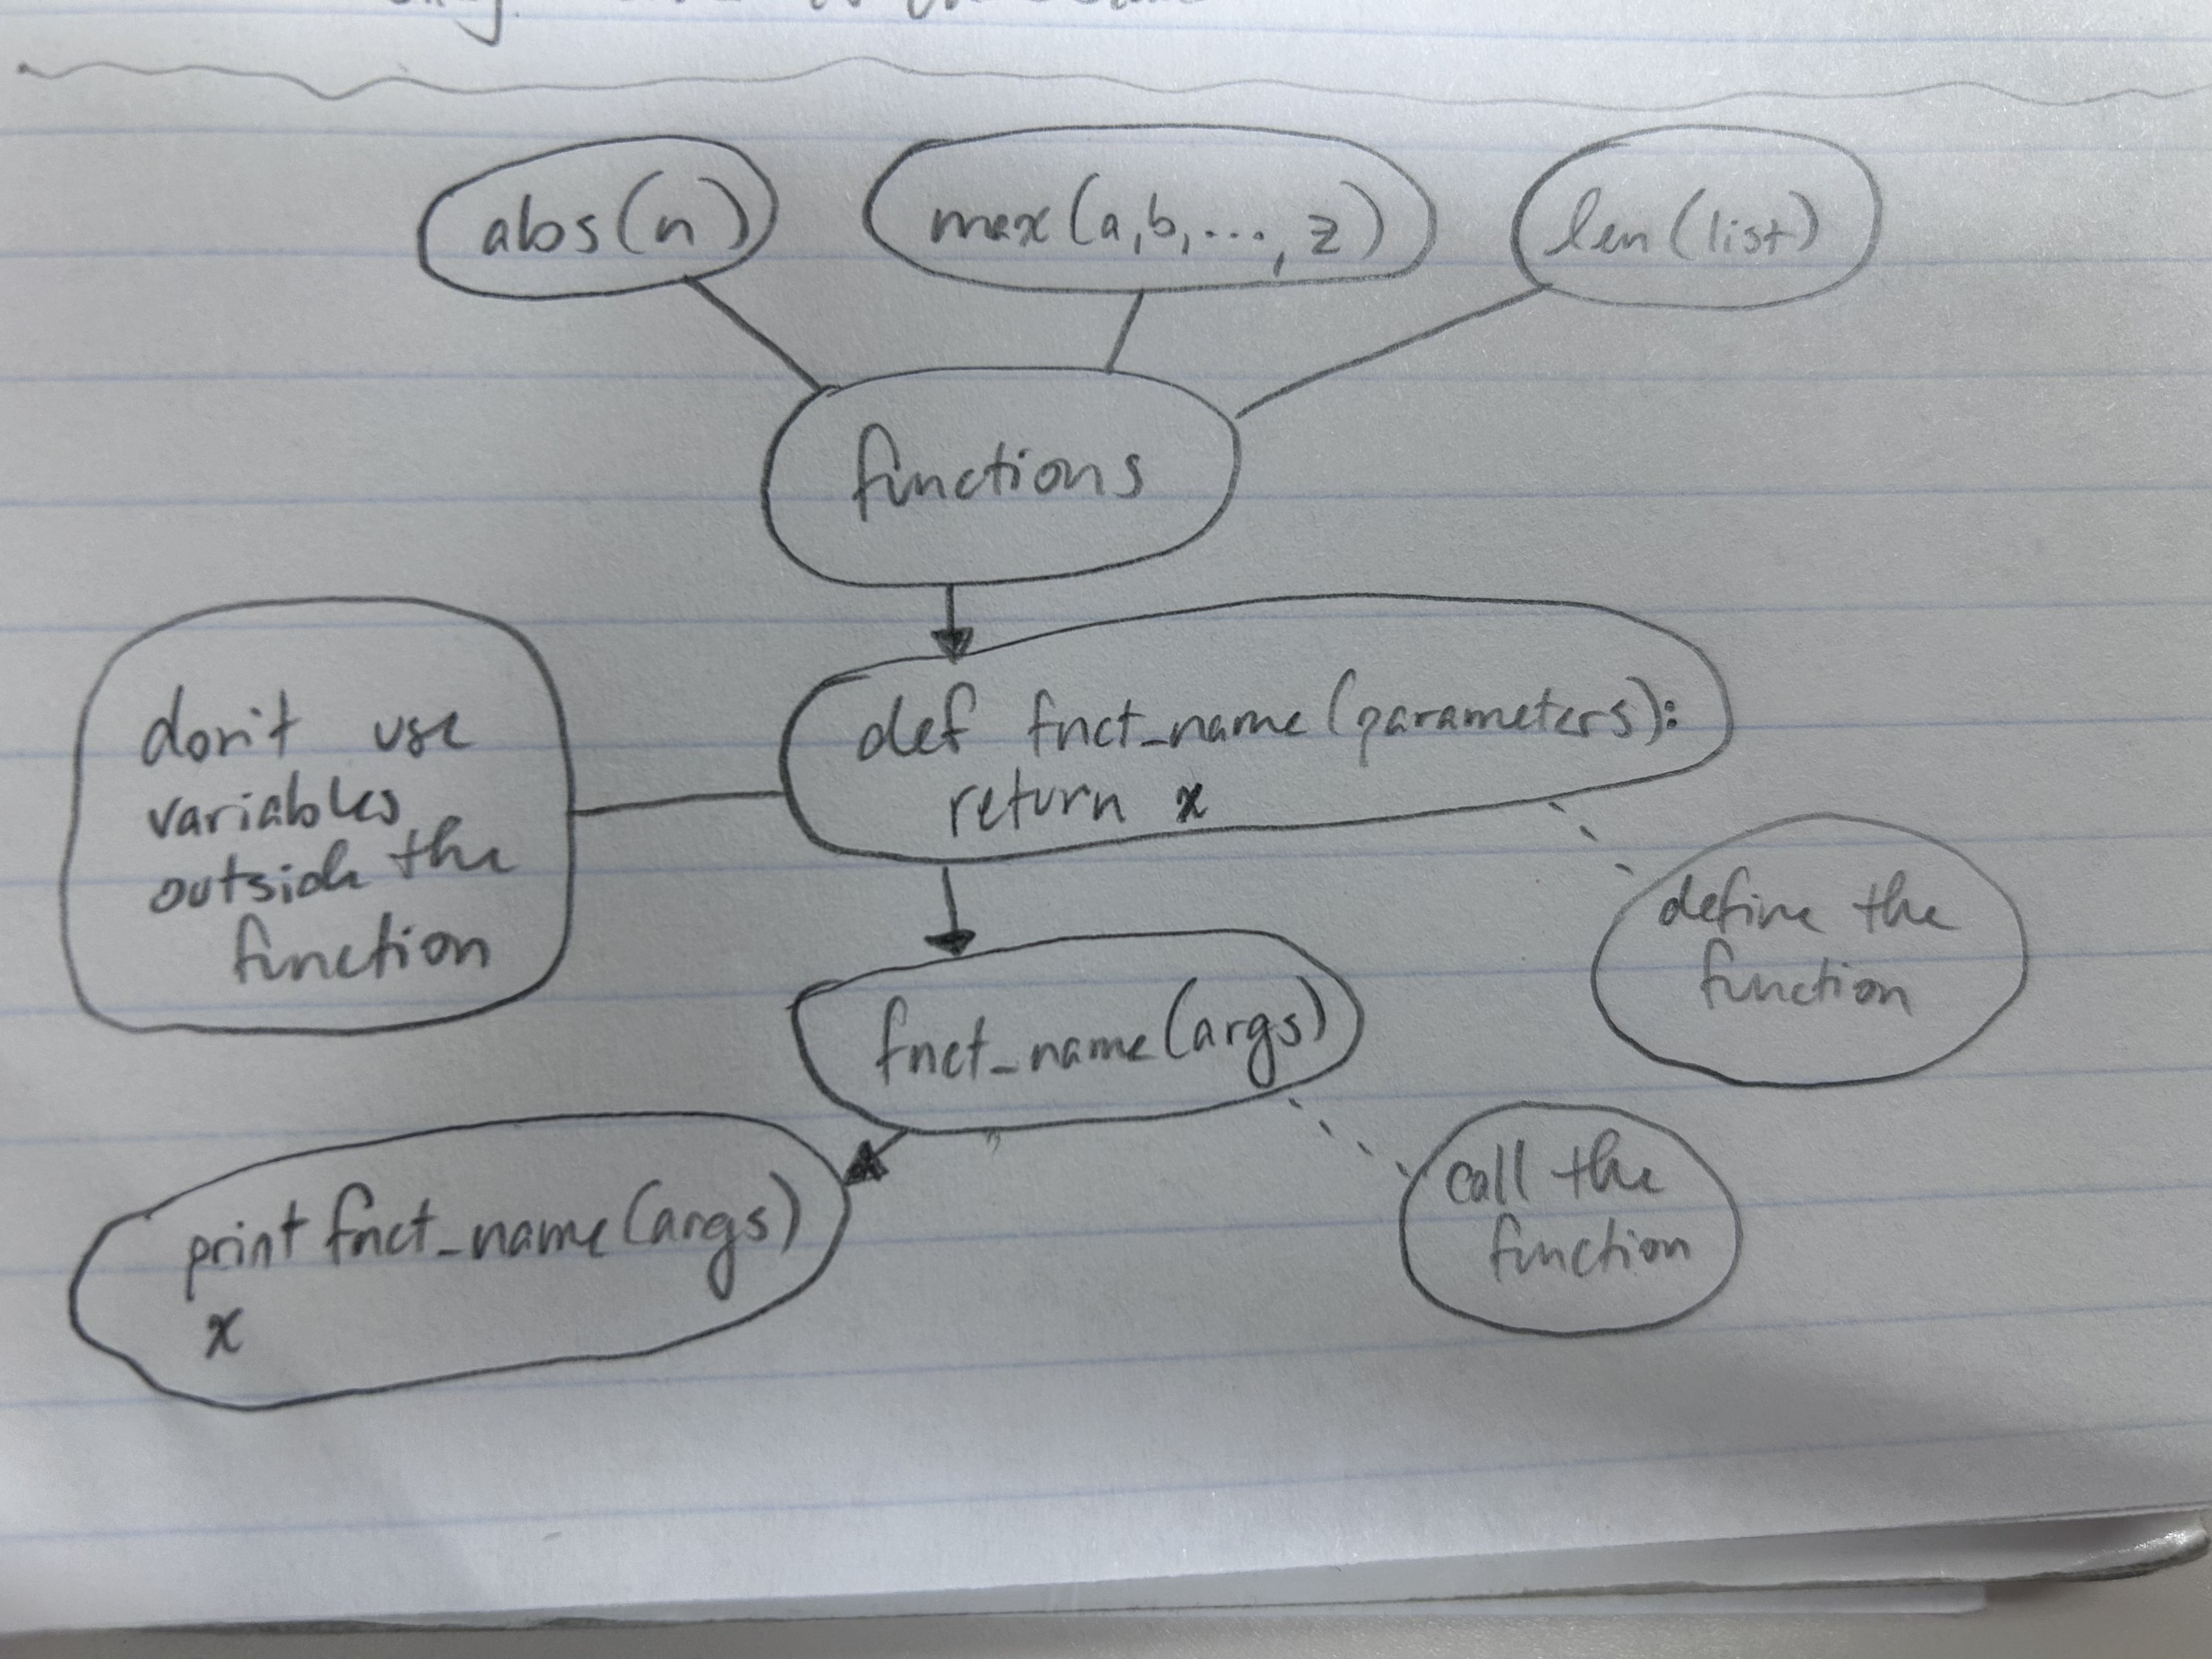 abs(n)
max(a,b,...,z)
len(list)
functions
don't use
variables
outside the
function
def fnct_name(parameters):
return x
define the
function
fnct_name(args)
call the
function
print fnct_name(args)
x